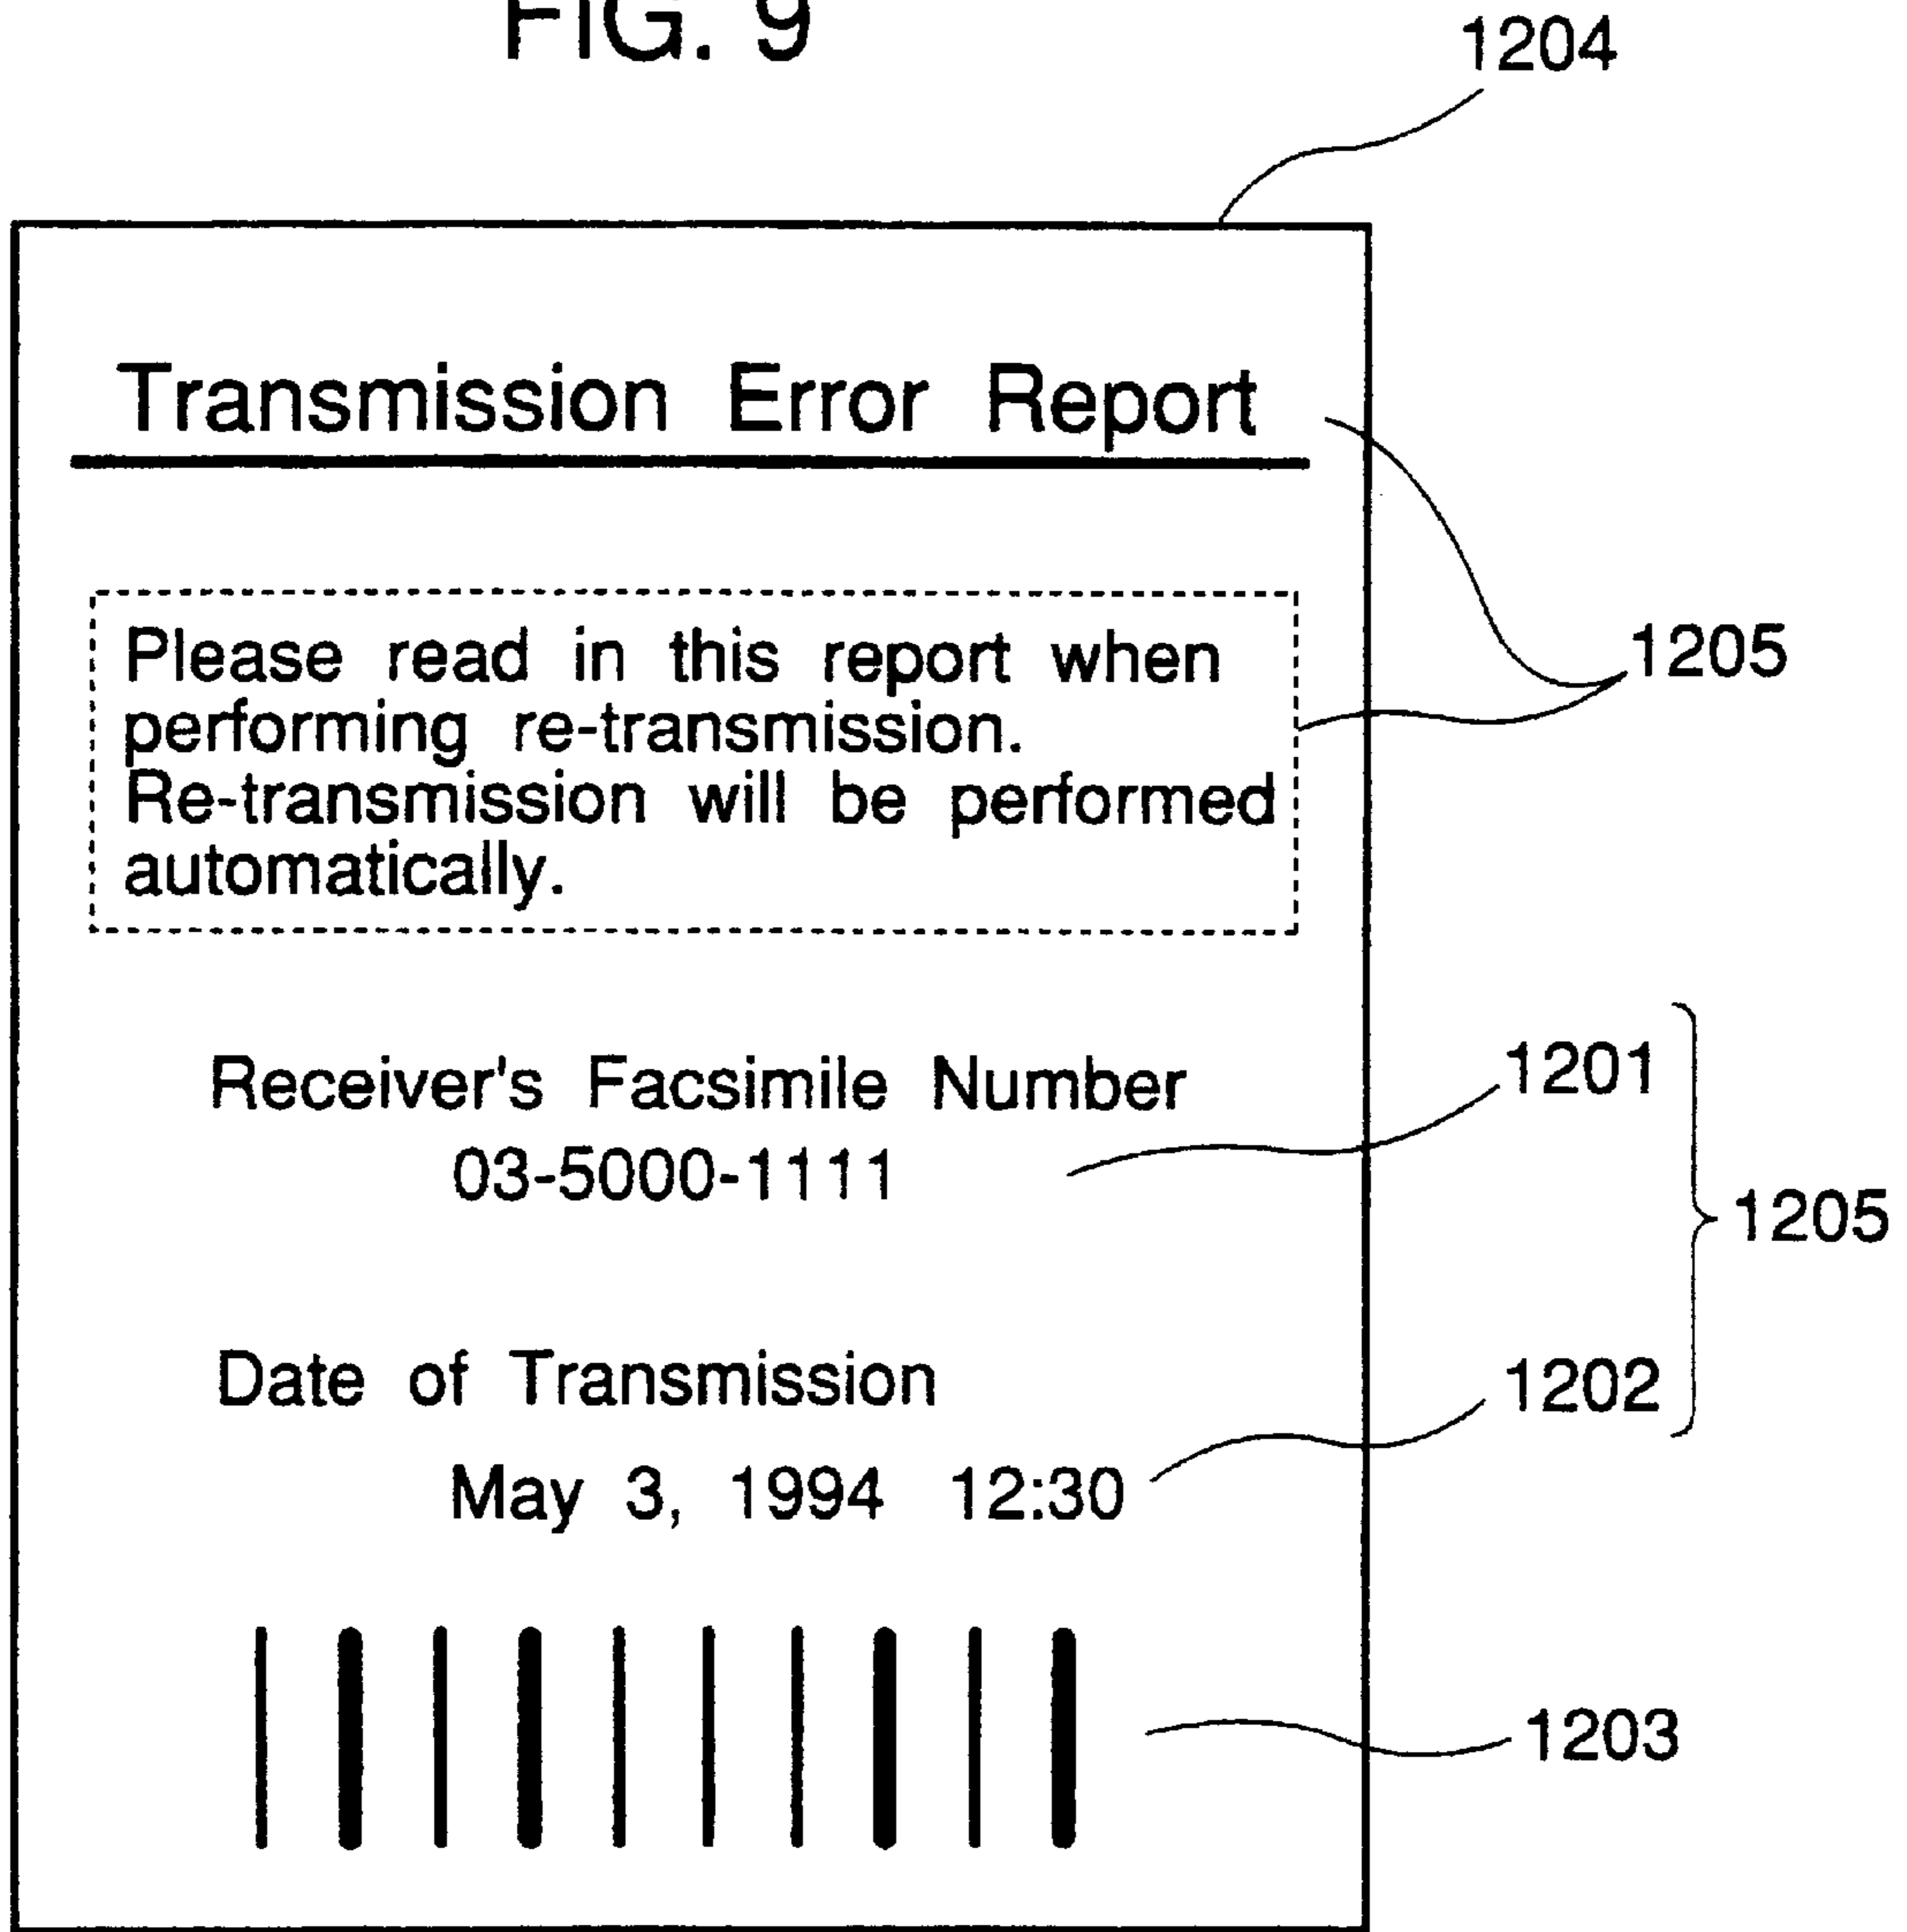 FIG. 9
1204
Transmission Error Report
Please read in this report when
performing re-transmission.
Re-transmission will be performed
automatically.
1205
Receiver's Facsimile Number
1201
03-5000-1111
1205
Date of Transmission
1202
May 3, 1994 12:30
1203